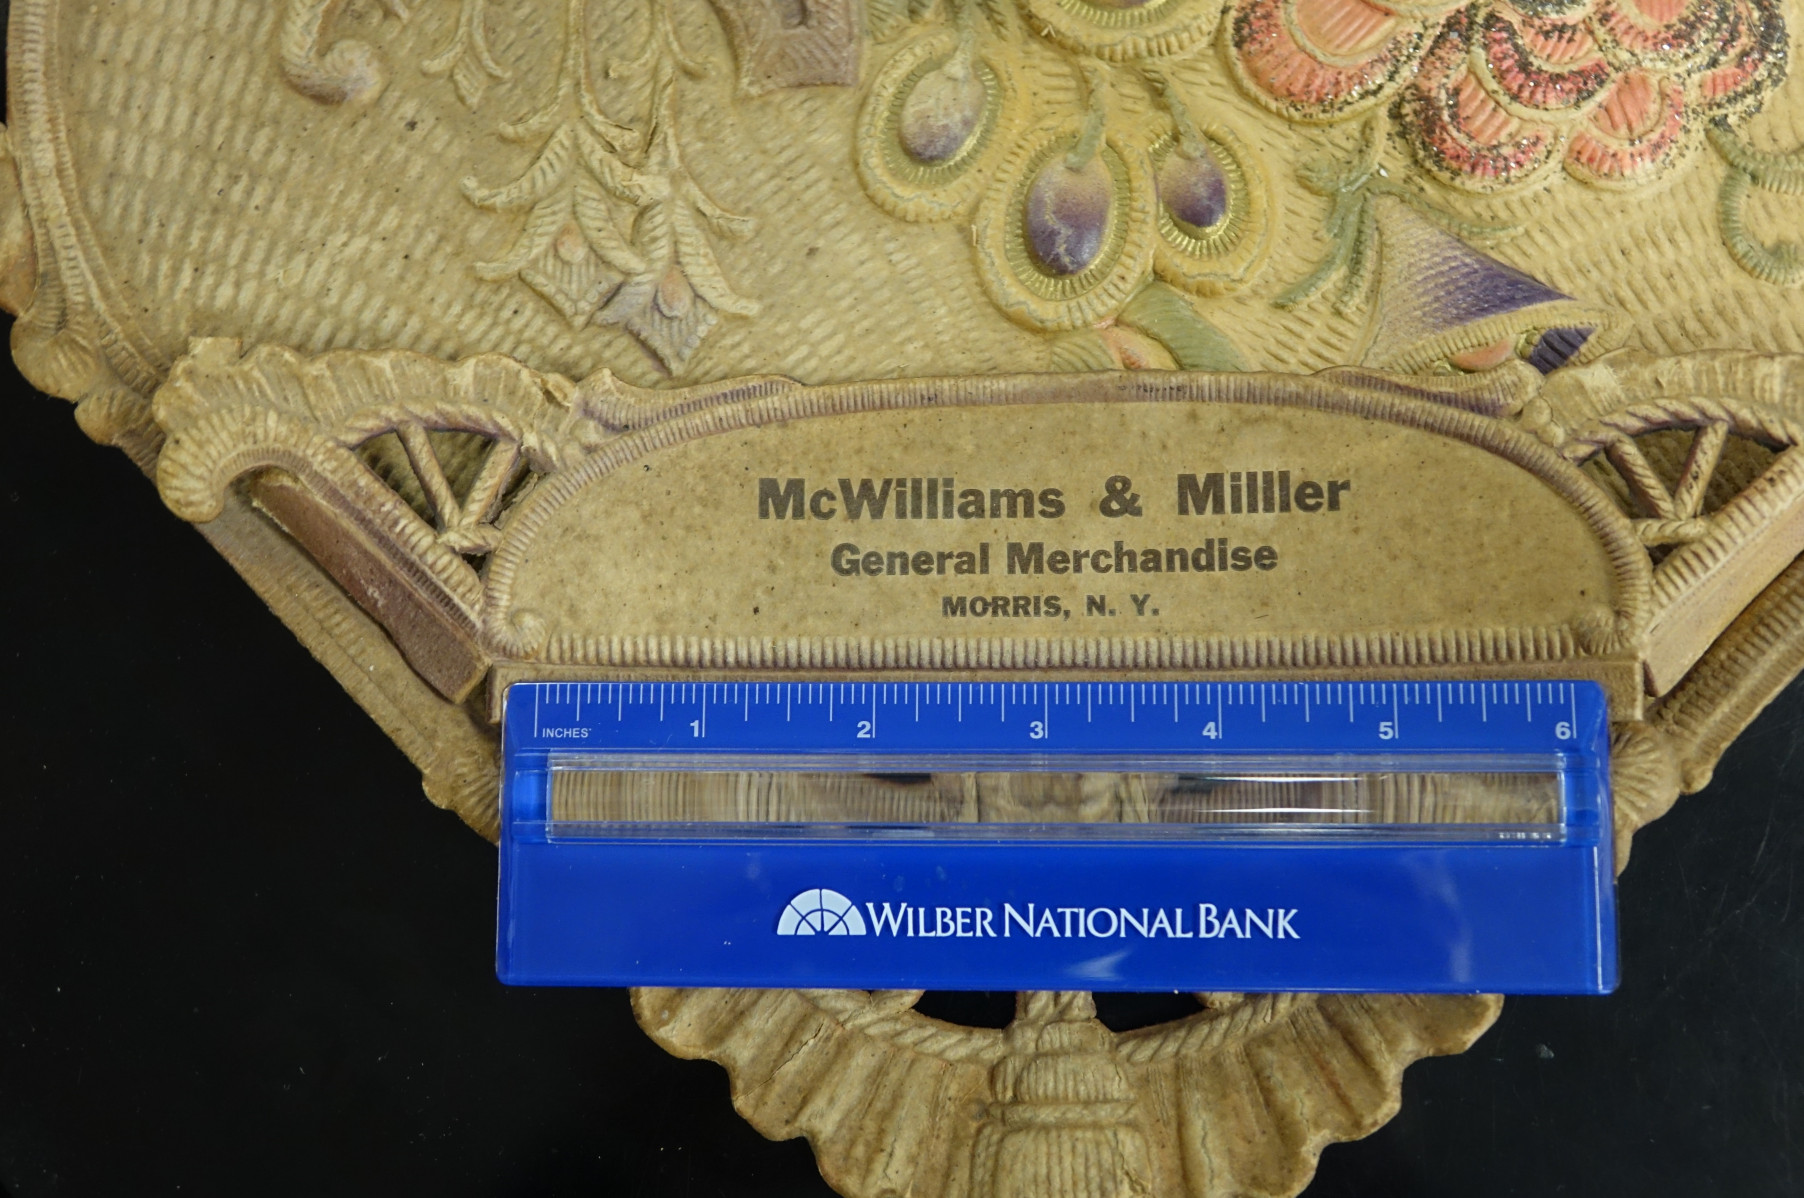 McWilliams & Milller
General Merchandise
MORRIS, N. Y.
INCHES 1 2 3 4 5 6
WILBER NATIONAL BANK